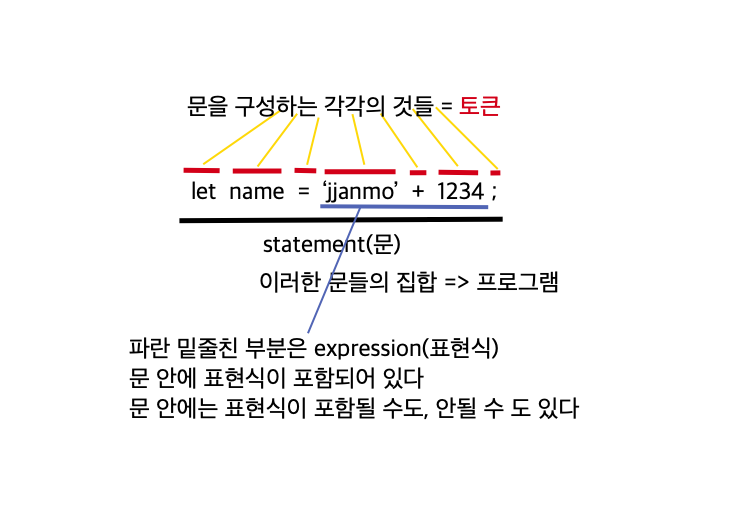 문을 구성하는 각각의 것들 = 토큰
let name = ‘jjanmo’ + 1234 ;
statement(문)
이러한 문들의 집합 => 프로그램
파란 밑줄친 부분은 expression(표현식)
문 안에 표현식이 포함되어 있다
문 안에는 표현식이 포함될 수도, 안될 수 도 있다